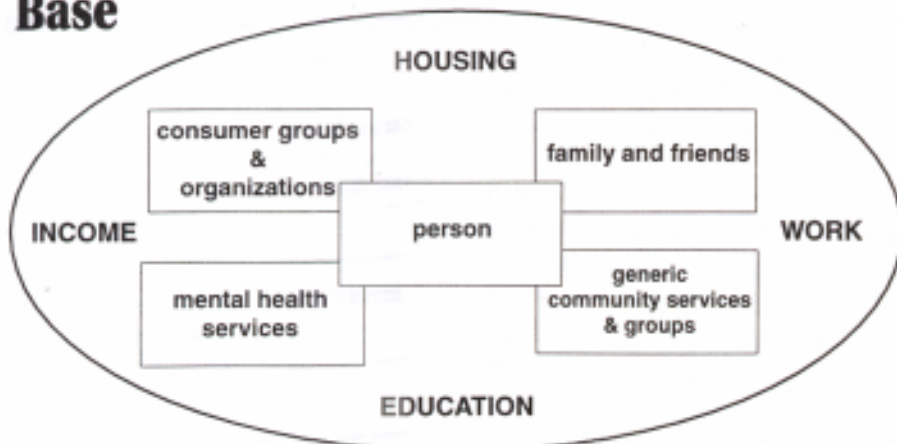 Base
HOUSING
consumer groups
&
organizations
family and friends
INCOME
person
WORK
mental health
services
generic
community services
& groups
EDUCATION